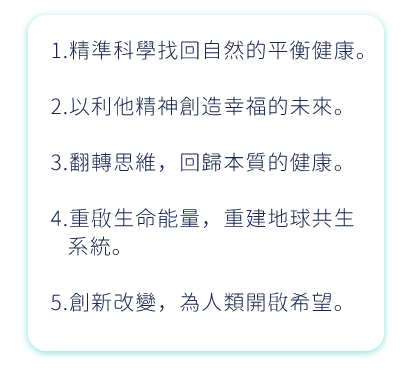 1.精準科學找回自然的平衡健康。
2.以利他精神創造幸福的未來。
3.翻轉思維，回歸本質的健康。
4.重啟生命能量，重建地球共生
系統。
5.創新改變，為人類開啟希望。